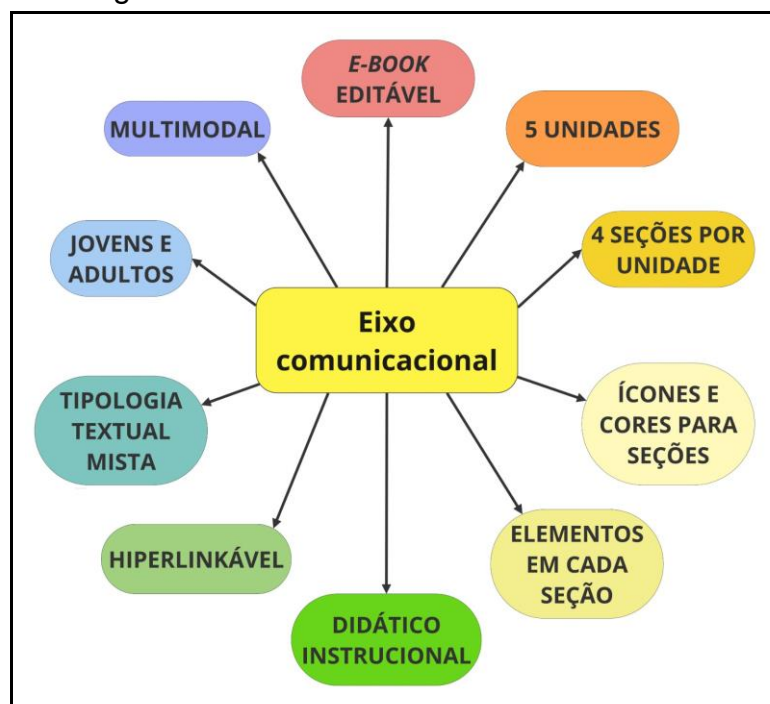 E-BOOK
EDITÁVEL
MULTIMODAL
5 UNIDADES
JOVENS E
ADULTOS
4 SEÇÕES POR
UNIDADE
Eixo
comunicacional
TIPOLOGIA
TEXTUAL
MISTA
ÍCONES E
CORES PARA
SEÇÕES
HIPERLINKÁVEL
ELEMENTOS
EM CADA
SEÇÃO
DIDÁTICO
INSTRUCIONAL